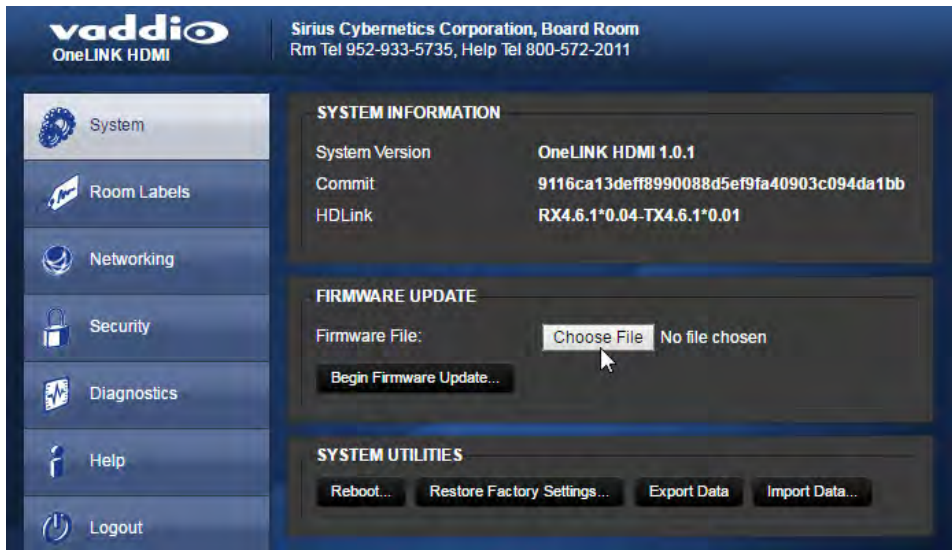 vaddio
OneLINK HDMI
Sirius Cybernetics Corporation, Board Room
Rm Tel 952-933-5735, Help Tel 800-572-2011
System
Room Labels
Networking
Security
Diagnostics
Help
Logout
SYSTEM INFORMATION
System Version OneLINK HDMI 1.0.1
Commit 9116ca13deff8990088d5ef9fa40903c094da1bb
HDLink RX4.6.1*0.04-TX4.6.1*0.01
FIRMWARE UPDATE
Firmware File: Choose File No file chosen
Begin Firmware Update...
SYSTEM UTILITIES
Reboot... Restore Factory Settings... Export Data Import Data...